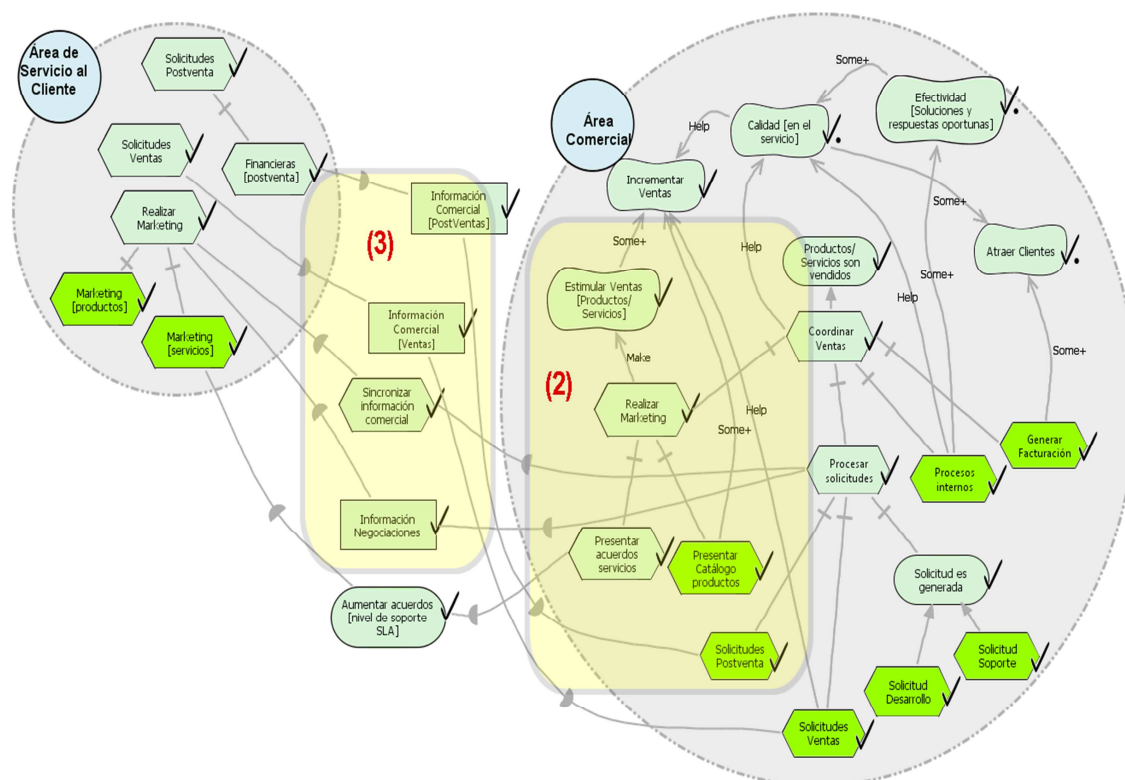 Área de
Servicio al
Cliente
Solicitudes
Postventa
Solicitudes
Ventas
Financieras
[postventa]
Realizar
Marketing
Marketing
[productos]
Marketing
[servicios]
(3)
Información
Comercial
[PostVentas]
Información
Comercial
[Ventas]
Sincronizar
información
comercial
Información
Negociaciones
Aumentar acuerdos
[nivel de soporte
SLA]
Área
Comercial
Some+
Efectividad
[Soluciones y
respuestas oportunas]
Calidad [en el
servicio]
Help
Incrementar
Ventas
Some+
Atraer Clientes
Some+
Help
Productos/
Servicios son
vendidos
Some+
Help
Estimular Ventas
[Productos/
Servicios]
Coordinar
Ventas
Make
Some+
(2)
Realizar
Marketing
Help
Some+
Generar
Facturación
Procesar
solicitudes
Procesos
internos
Presentar
acuerdos
servicios
Presentar
Catálogo
productos
Solicitud es
generada
Solicitudes
Postventa
Solicitud
Soporte
Solicitud
Desarrollo
Solicitudes
Ventas